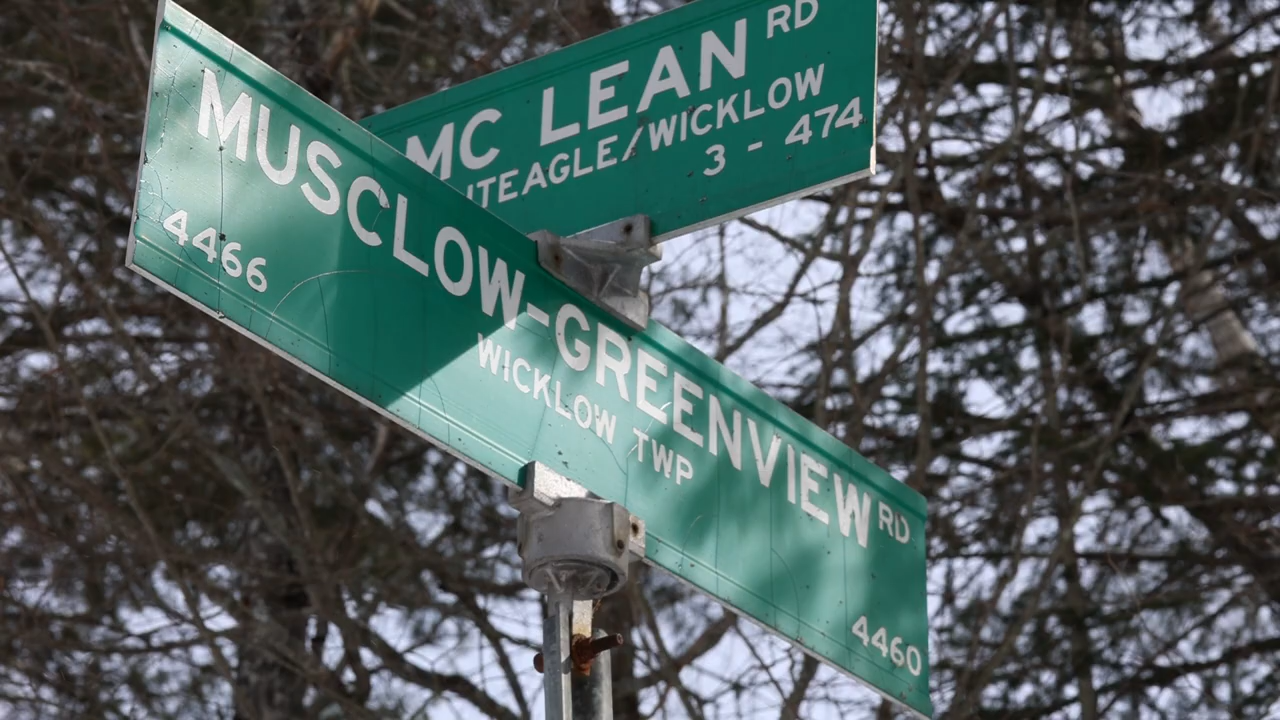 MC LEAN RD
ITEAGLE/WICKLOW
3 - 474
MUSCLOW-GREENVIEW RD
4466
WICKLOW TWP
4460